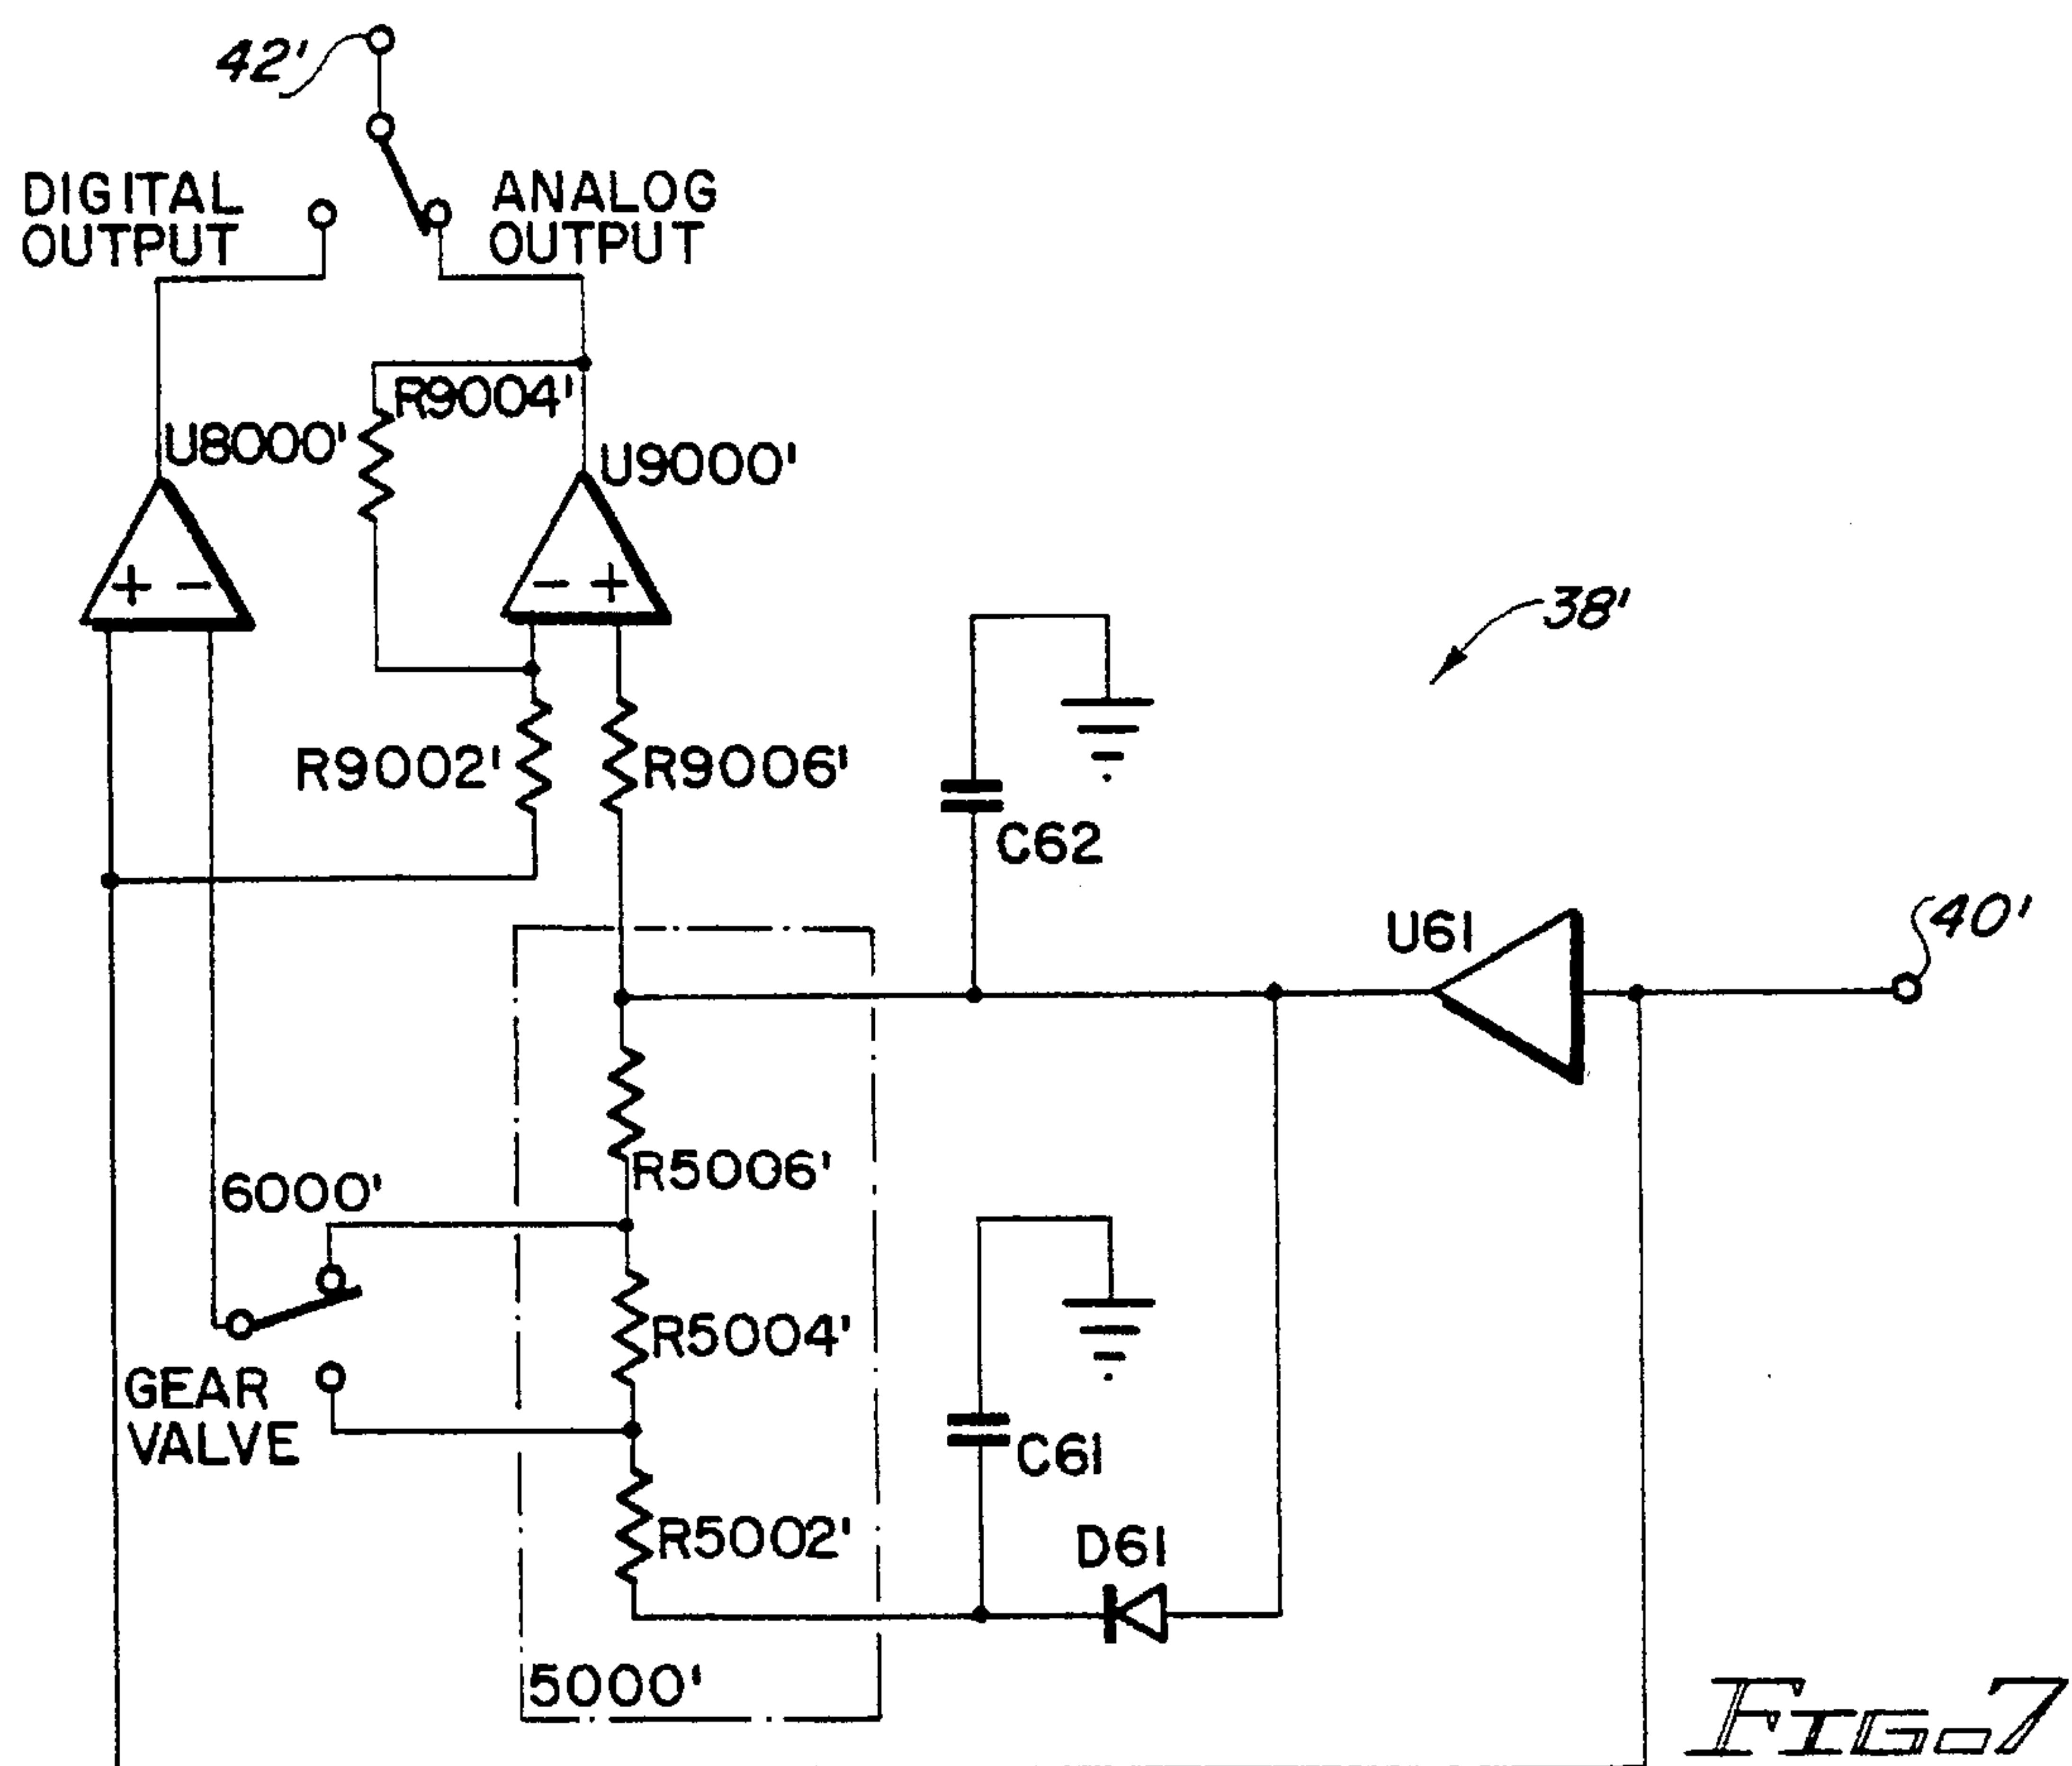 42'
DIGITAL
OUTPUT
ANALOG
OUTPUT
R9004'
U8000'
U9000'
+ −
− +
38'
R9002'
R9006'
C62
U61
40'
R5006'
6000'
R5004'
GEAR
VALVE
C61
R5002'
D61
5000'
FIG. 7